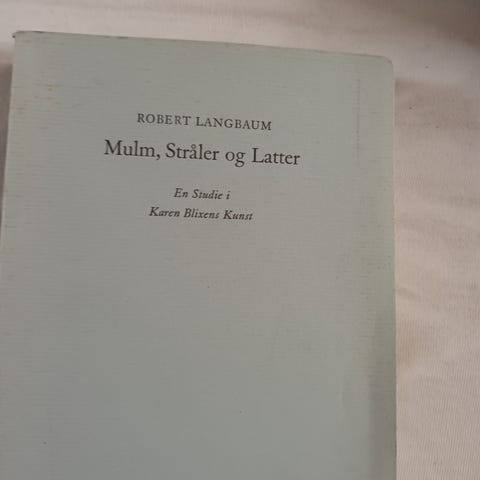 ROBERT LANGBAUM
Mulm, Stråler og Latter
En Studie i
Karen Blixens Kunst